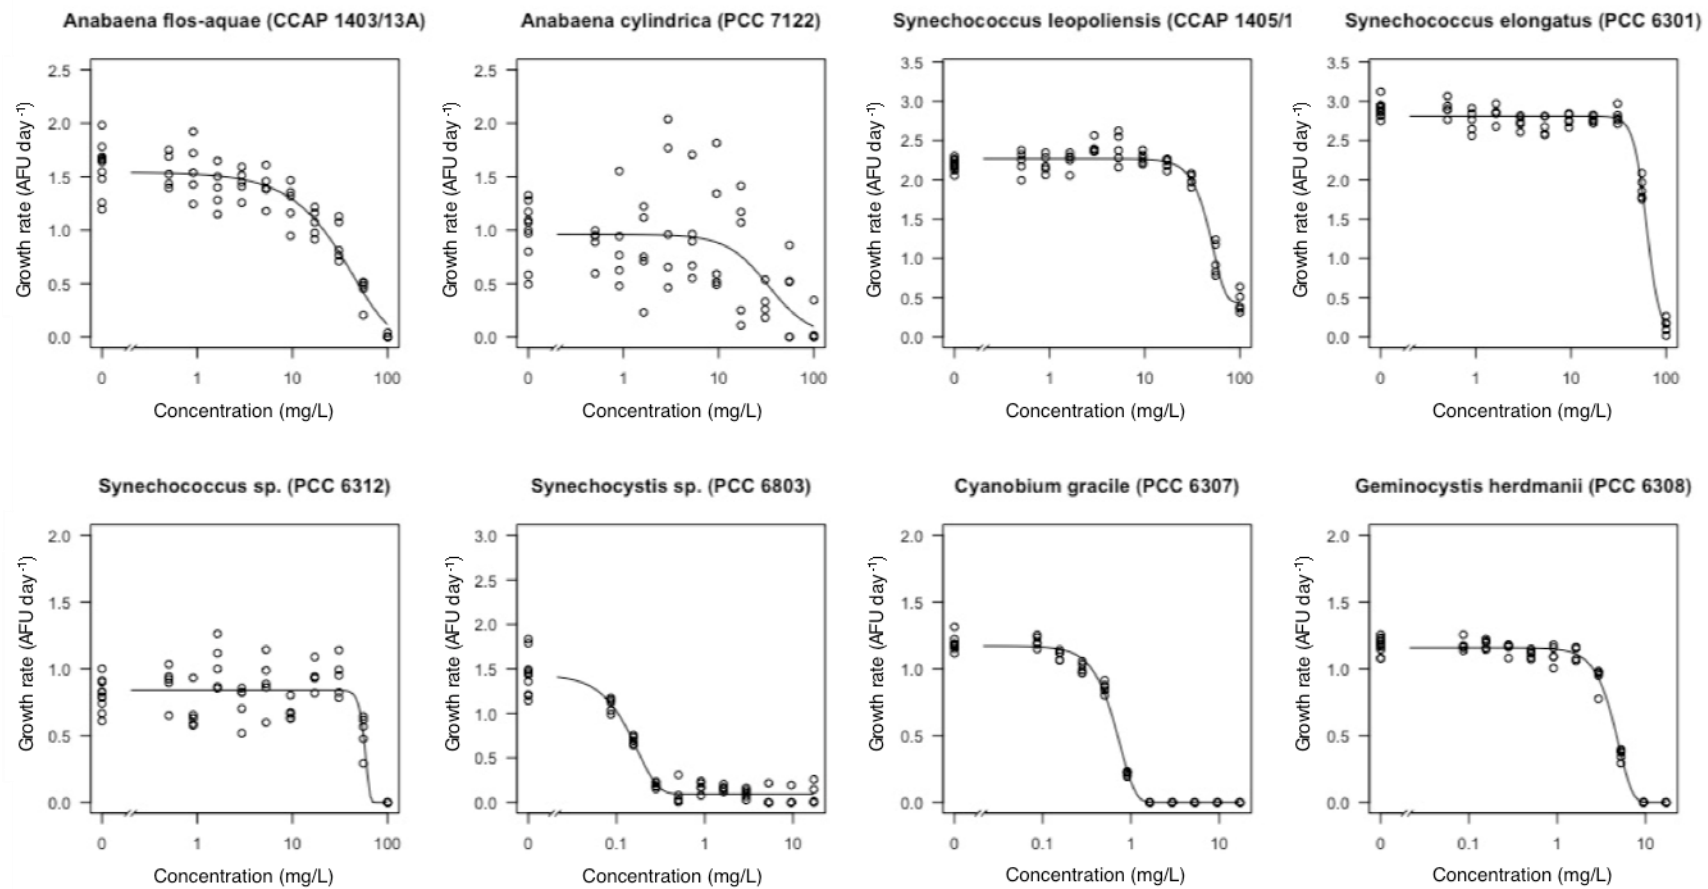 Anabaena flos-aquae (CCAP 1403/13A)
Growth rate (AFU day -1)
2.5
2.0
1.5
1.0
0.5
0.0
0 1 10 100
Concentration (mg/L)
Anabaena cylindrica (PCC 7122)
Growth rate (AFU day -1)
2.5
2.0
1.5
1.0
0.5
0.0
0 1 10 100
Concentration (mg/L)
Synechococcus leopoliensis (CCAP 1405/1
Growth rate (AFU day -1)
3.5
3.0
2.5
2.0
1.5
1.0
0.5
0.0
0 1 10 100
Concentration (mg/L)
Synechococcus elongatus (PCC 6301)
Growth rate (AFU day -1)
3.5
3.0
2.5
2.0
1.5
1.0
0.5
0.0
0 1 10 100
Concentration (mg/L)
Synechococcus sp. (PCC 6312)
Growth rate (AFU day -1)
2.0
1.5
1.0
0.5
0.0
0 1 10 100
Concentration (mg/L)
Synechocystis sp. (PCC 6803)
Growth rate (AFU day -1)
3.0
2.5
2.0
1.5
1.0
0.5
0.0
0 0.1 1 10
Concentration (mg/L)
Cyanobium gracile (PCC 6307)
Growth rate (AFU day -1)
2.0
1.5
1.0
0.5
0.0
0 0.1 1 10
Concentration (mg/L)
Geminocystis herdmanii (PCC 6308)
Growth rate (AFU day -1)
2.0
1.5
1.0
0.5
0.0
0 0.1 1 10
Concentration (mg/L)